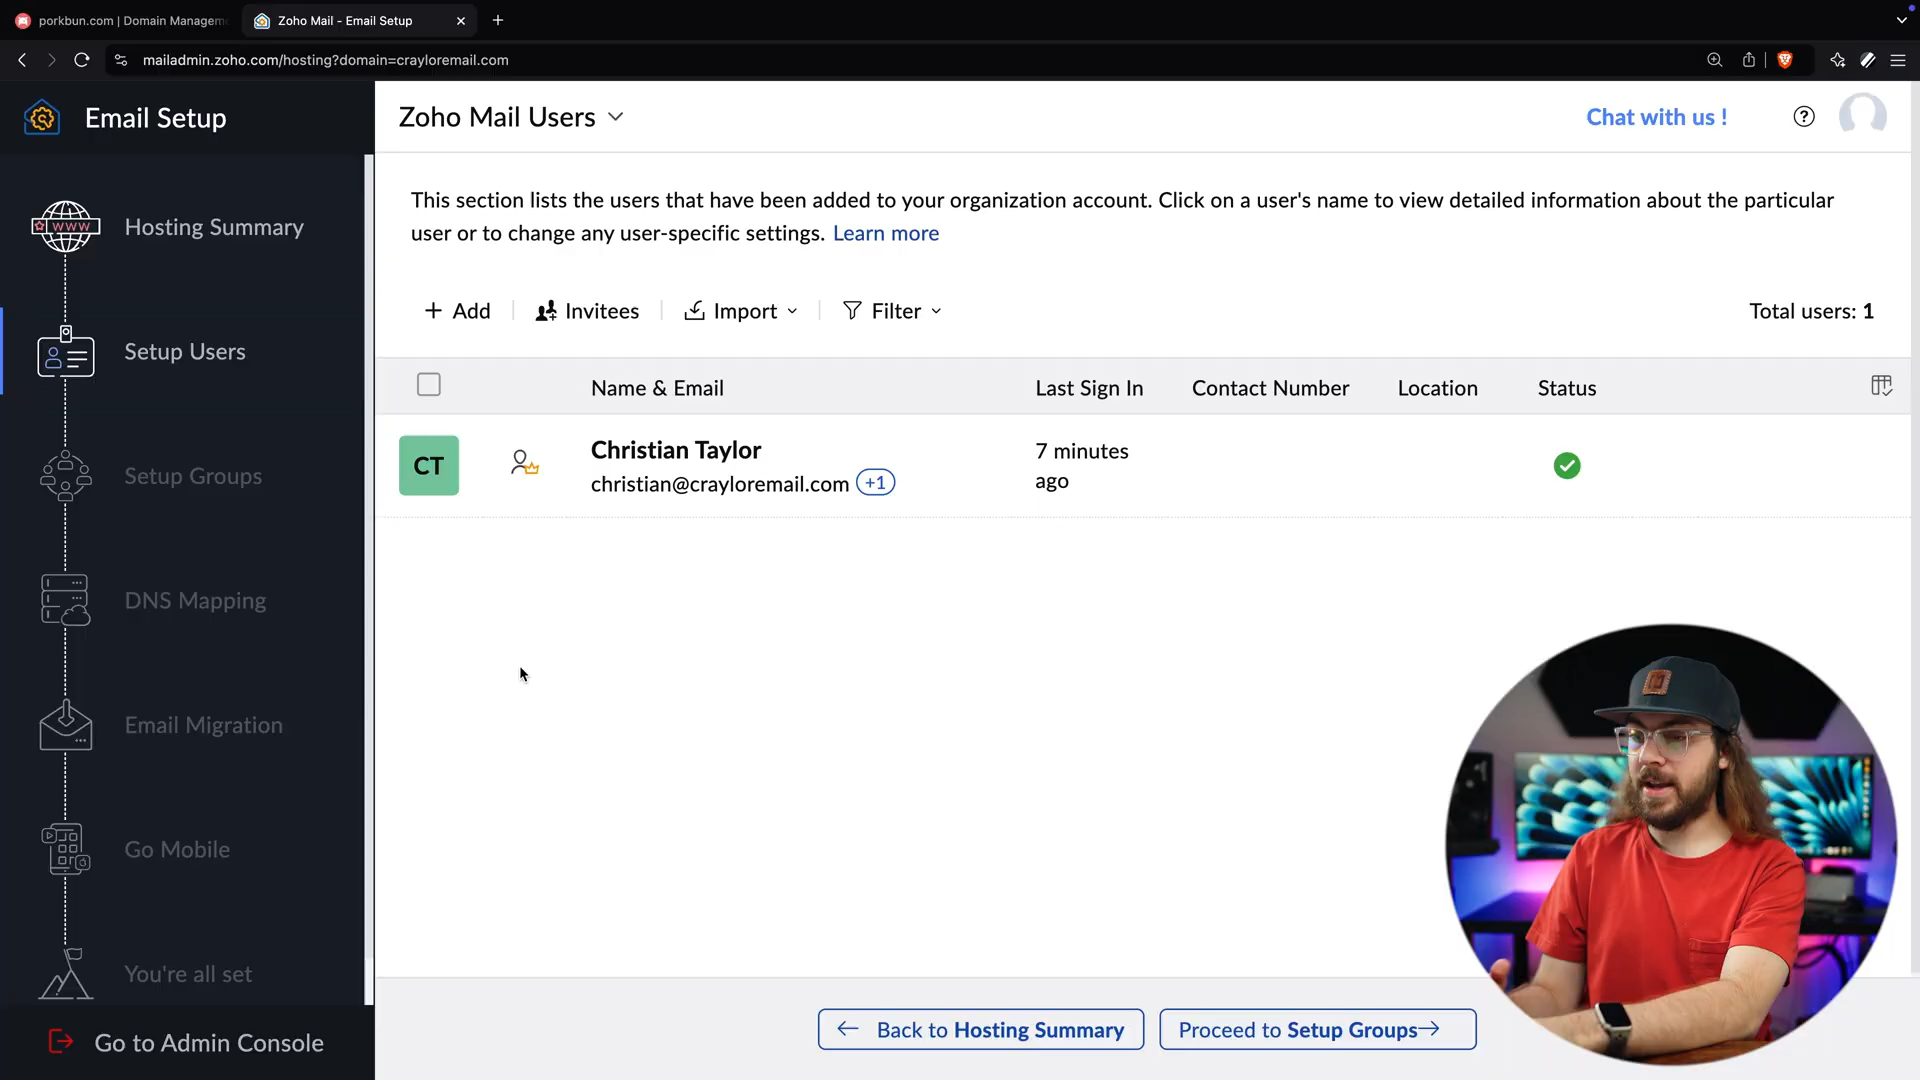 porkbun.com | Domain Managem
Zoho Mail - Email Setup
mailadmin.zoho.com/hosting?domain=crayloremail.com
Email Setup
Zoho Mail Users
Chat with us !
This section lists the users that have been added to your organization account. Click on a user's name to view detailed information about the particular
user or to change any user-specific settings. Learn more
WWW
Hosting Summary
+ Add
Invitees
Import
Filter
Total users: 1
Setup Users
Name & Email
Last Sign In
Contact Number
Location
Status
CT
Christian Taylor
christian@crayloremail.com +1
7 minutes
ago
Setup Groups
DNS Mapping
Email Migration
Go Mobile
You're all set
Go to Admin Console
← Back to Hosting Summary
Proceed to Setup Groups→